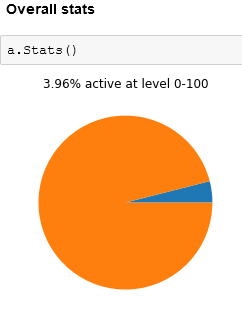 Overall stats
a.Stats()
3.96% active at level 0-100